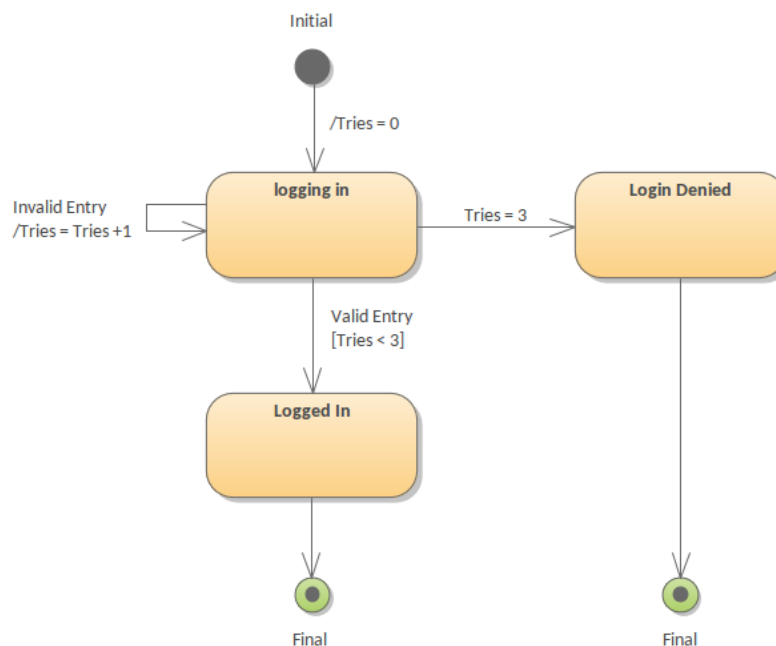 Initial
/Tries = 0
logging in
Login Denied
Invalid Entry
/Tries = Tries +1
Tries = 3
Valid Entry
[Tries < 3]
Logged In
Final
Final